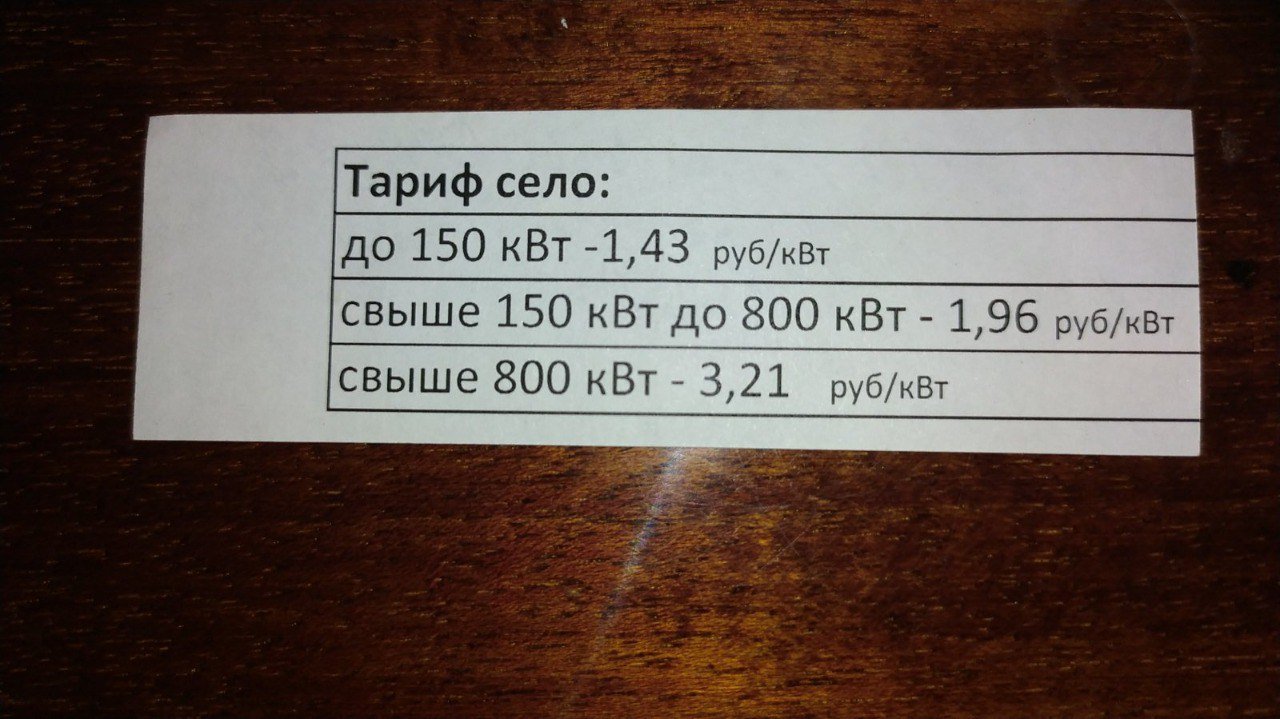 Тариф село:
до 150 кВт -1,43 руб/кВт
свыше 150 кВт до 800 кВт - 1,96 руб/кВт
свыше 800 кВт - 3,21 руб/кВт